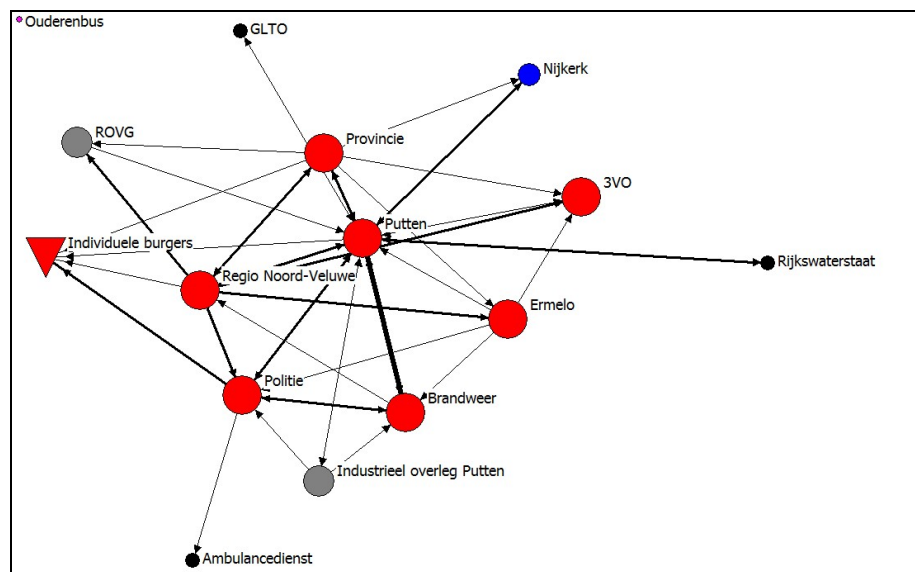 Ouderenbus
GLTO
Nijkerk
ROVG
Provincie
3VO
Putten
Individuele burgers
Rijkswaterstaat
Regio Noord-Veluwe
Ermelo
Politie
Brandweer
Industrieel overleg Putten
Ambulancedienst